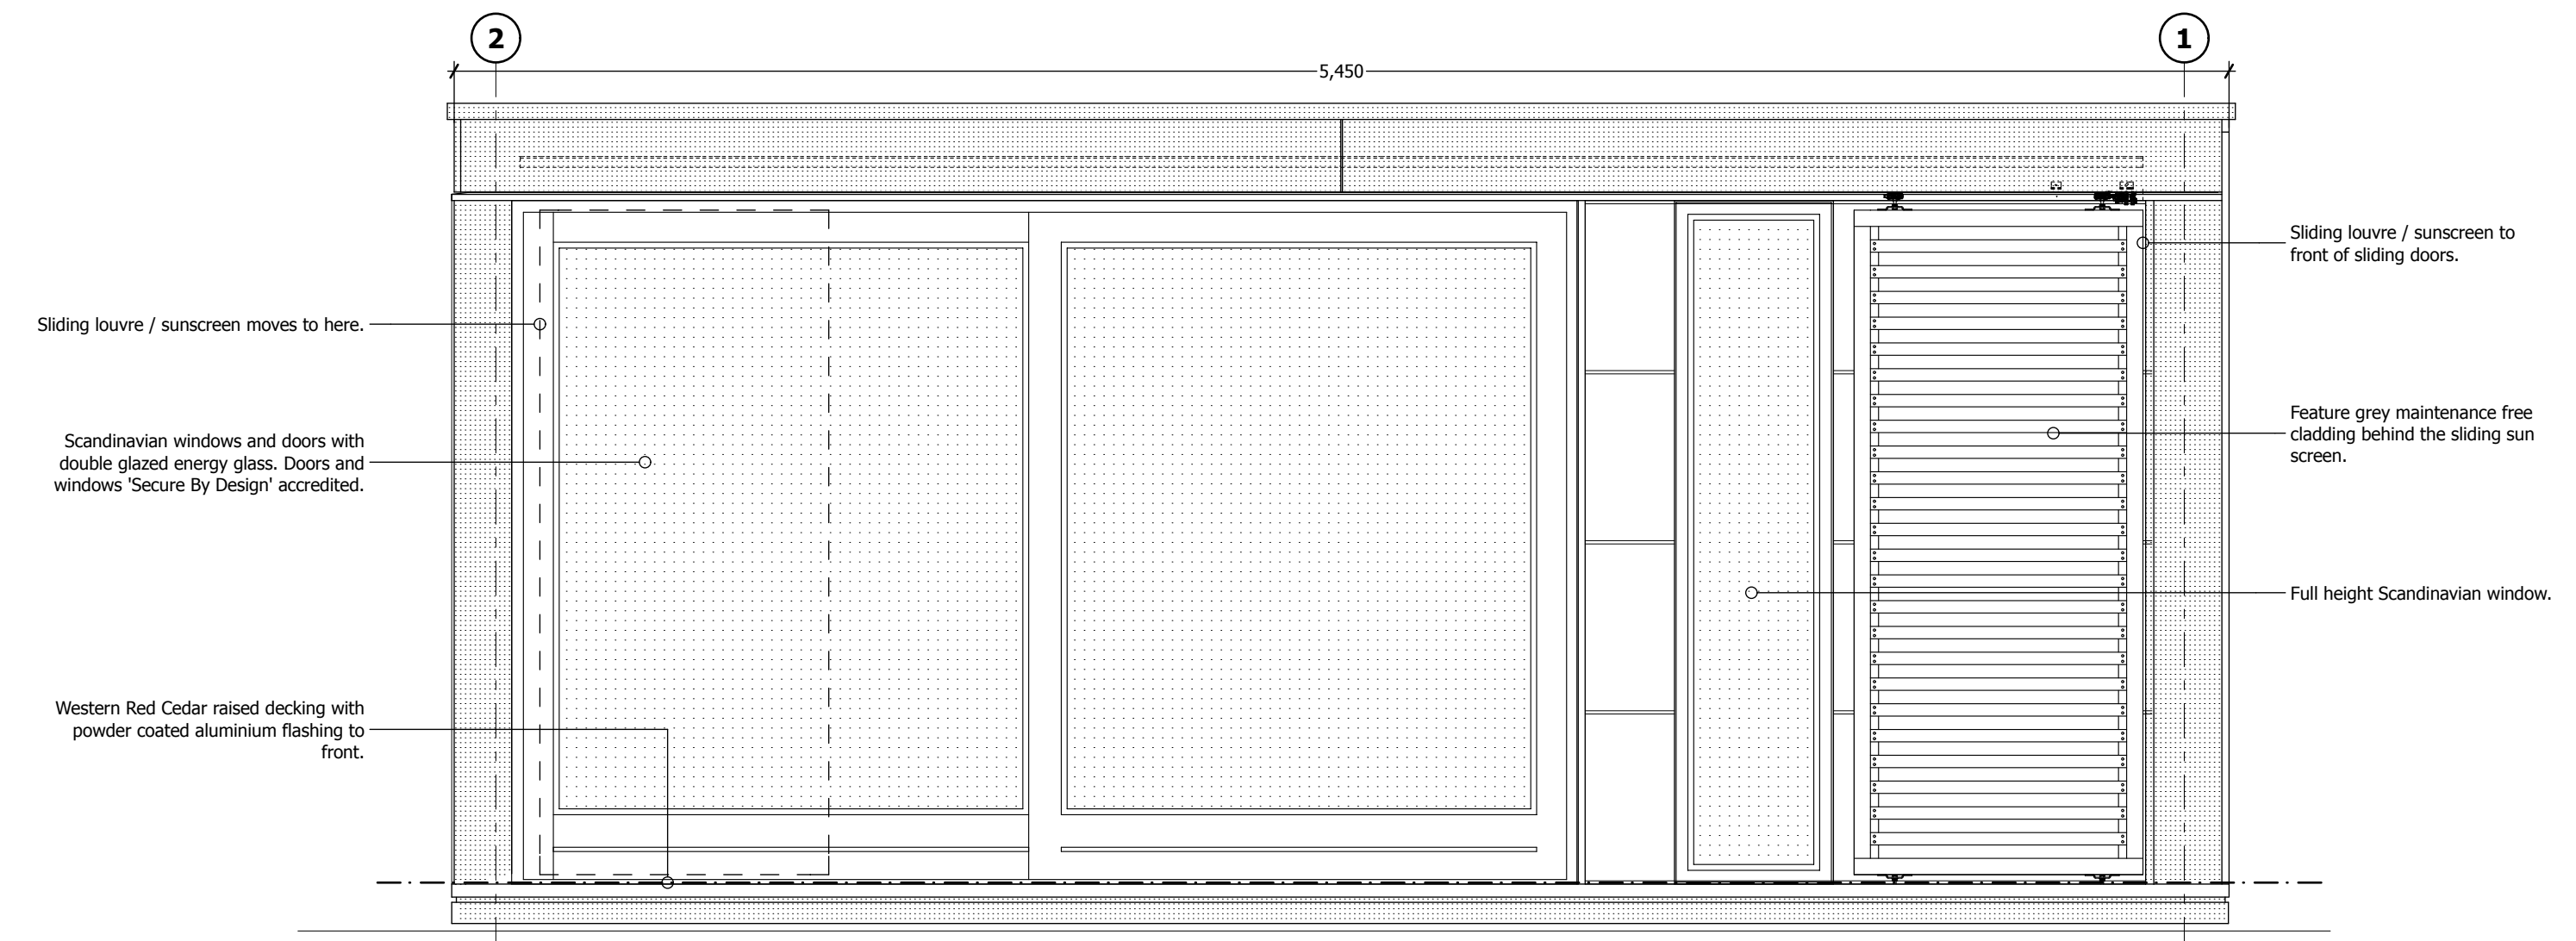 2
1
5,450
Sliding louvre / sunscreen to
front of sliding doors.
Sliding louvre / sunscreen moves to here.
Feature grey maintenance free
cladding behind the sliding sun
screen.
Scandinavian windows and doors with
double glazed energy glass. Doors and
windows 'Secure By Design' accredited.
Full height Scandinavian window.
Western Red Cedar raised decking with
powder coated aluminium flashing to
front.